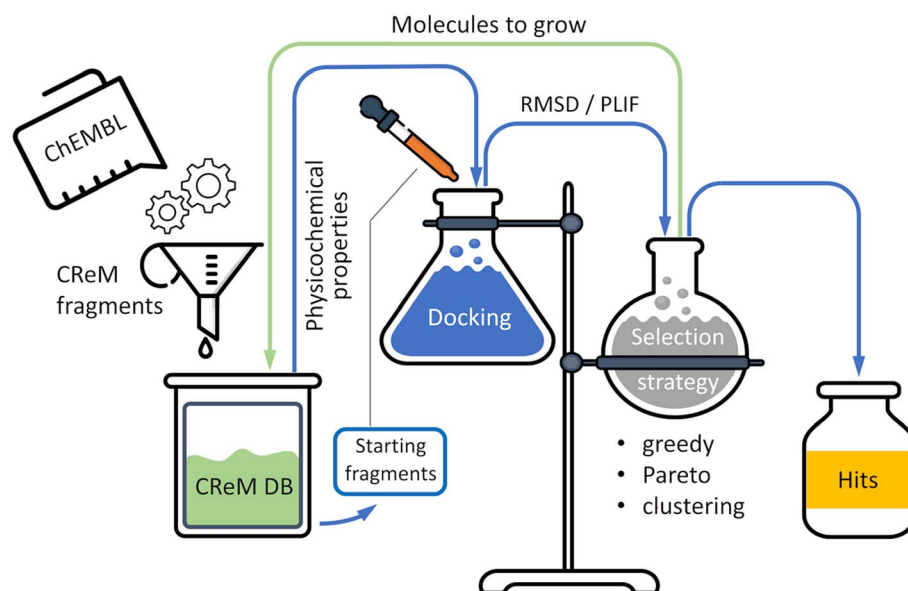 Molecules to grow
RMSD / PLIF
ChEMBL
CReM
fragments
Physicochemical
properties
Docking
Selection
strategy
Starting
fragments
• greedy
• Pareto
• clustering
CReM DB
Hits